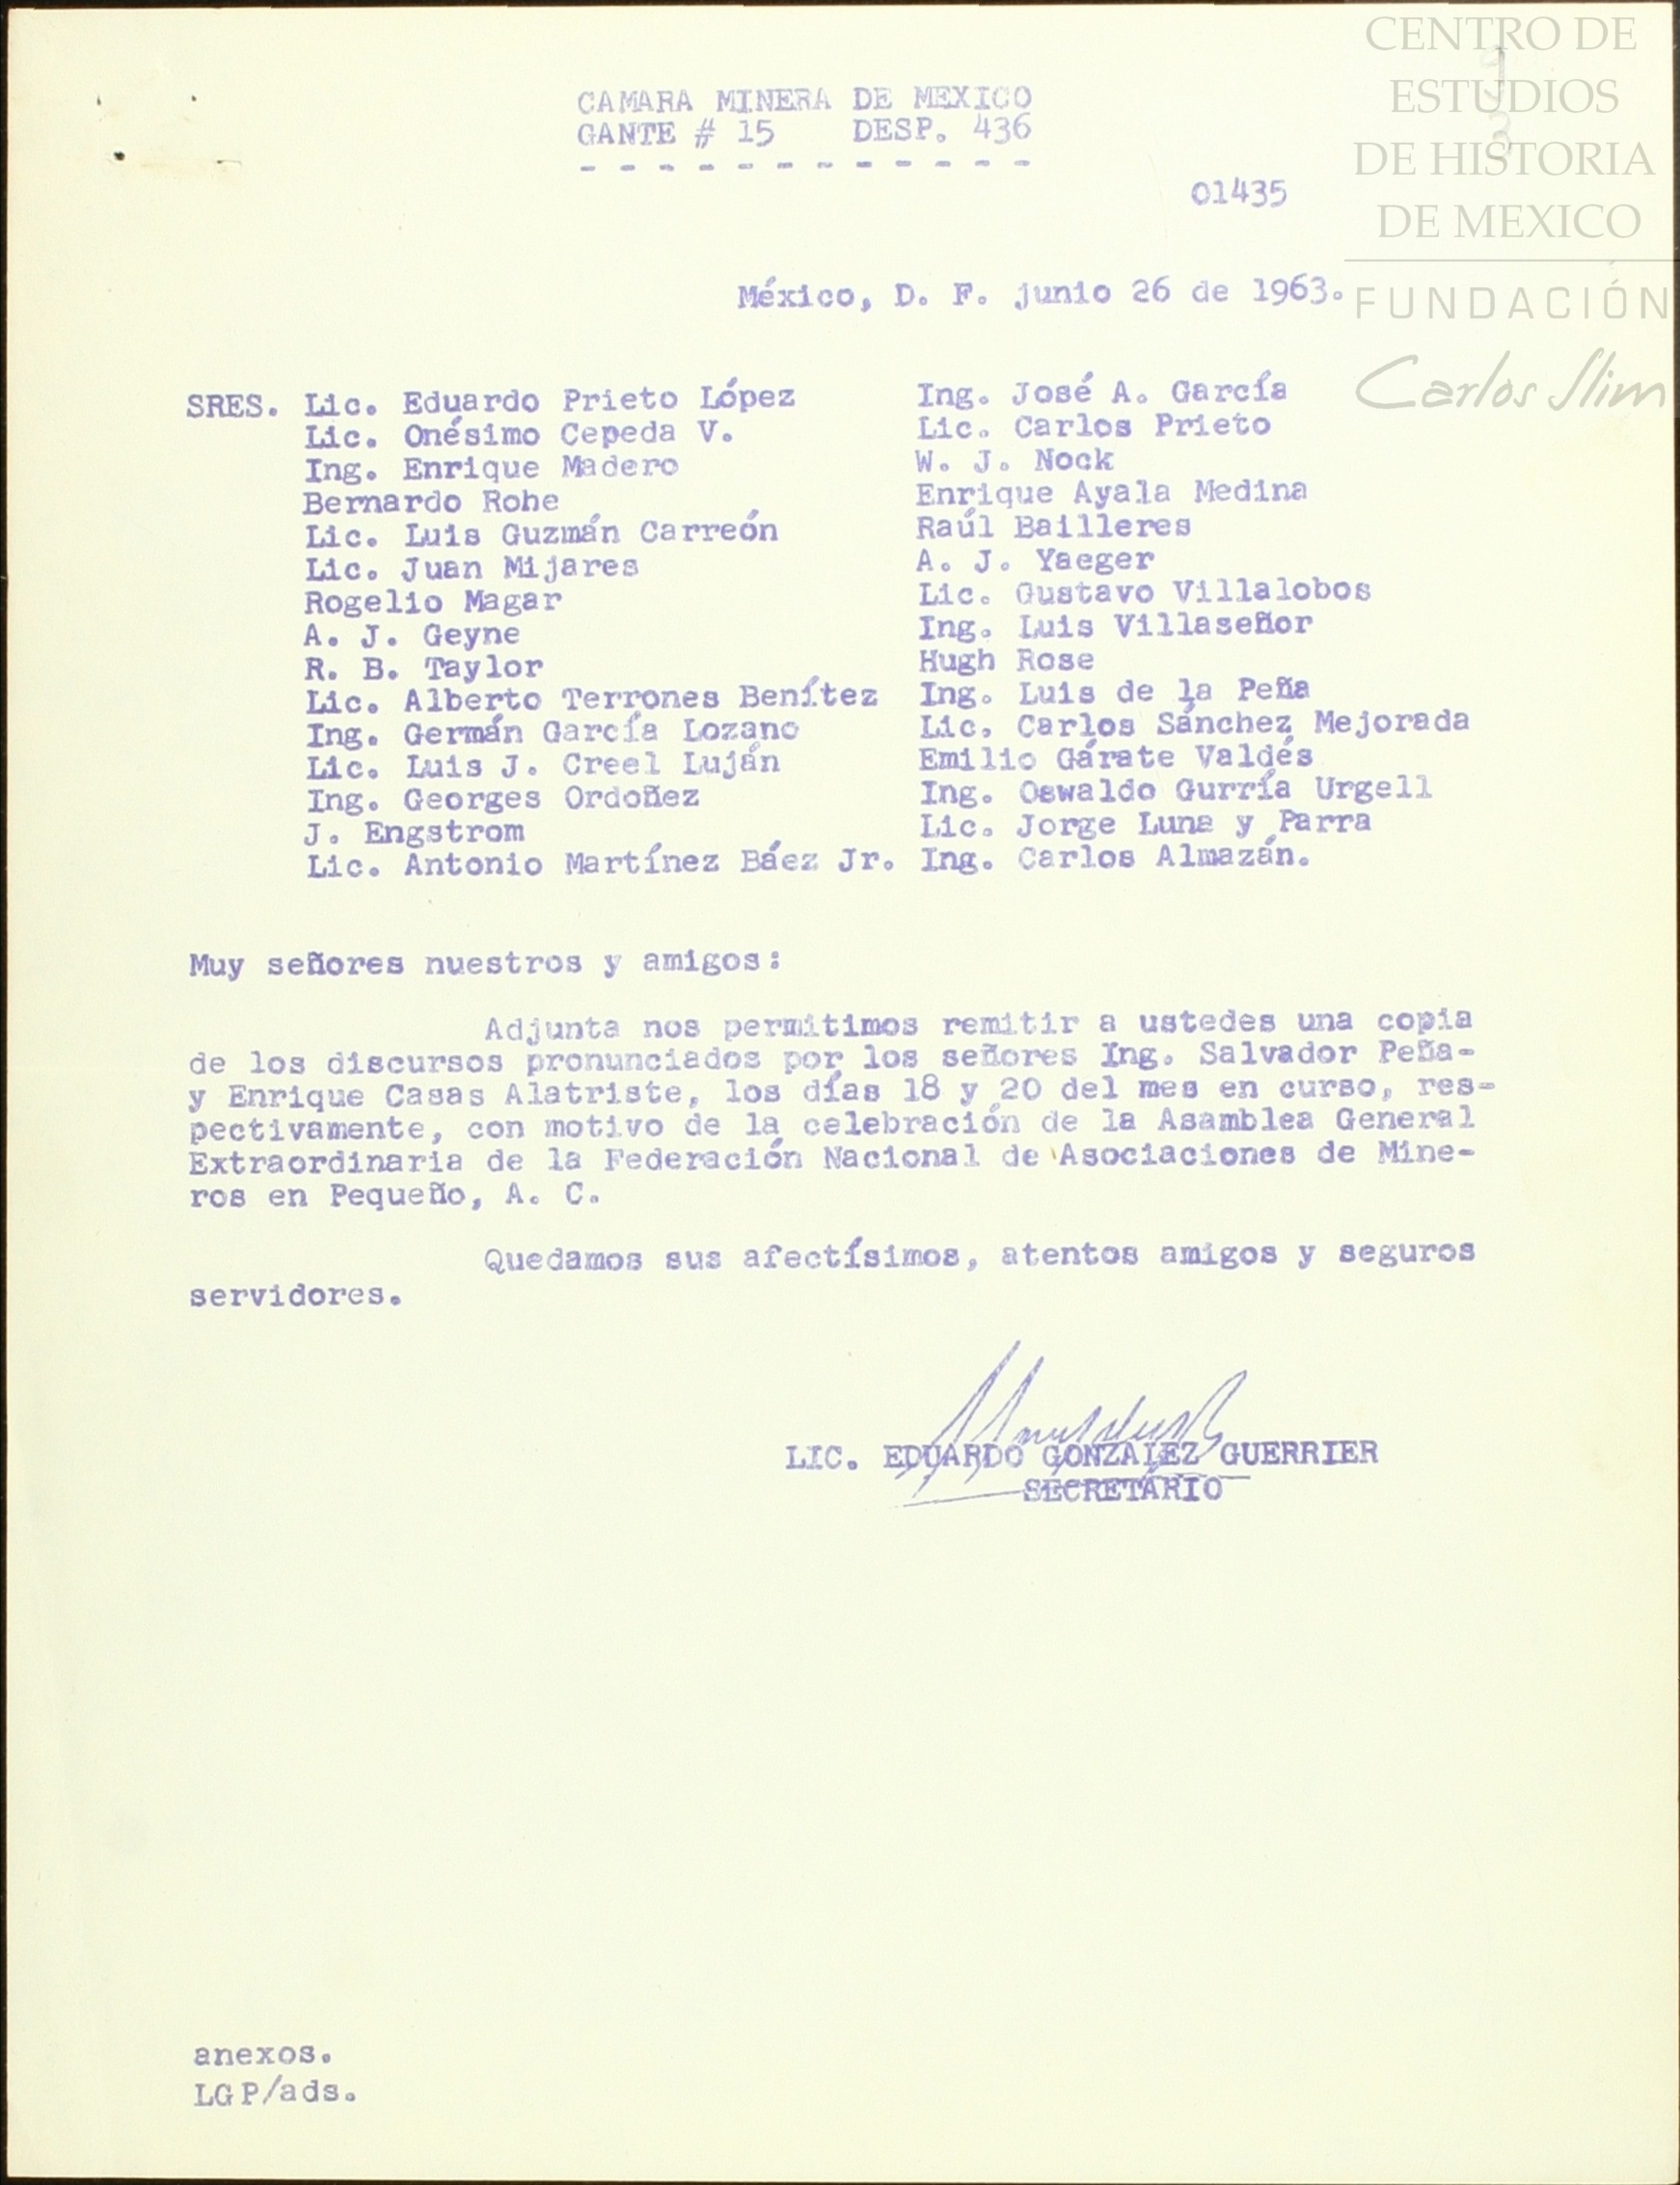 CENTRO DE
ESTUDIOS
DE HISTORIA
DE MEXICO
FUNDACIÓN
Carlos Slim
CAMARA MINERA DE MEXICO
GANTE # 15 DESP. 436
- - - - - - - - - - - -
01435
México, D. F. junio 26 de 1963.
SRES. Lic. Eduardo Prieto López
Lic. Onésimo Cepeda V.
Ing. Enrique Madero
Bernardo Rohe
Lic. Luis Guzmán Carreón
Lic. Juan Mijares
Rogelio Magar
A. J. Geyne
R. B. Taylor
Lic. Alberto Terrones Benítez
Ing. Germán García Lozano
Lic. Luis J. Creel Luján
Ing. Georges Ordoñez
J. Engstrom
Lic. Antonio Martínez Báez Jr.
Ing. José A. García
Lic. Carlos Prieto
W. J. Nock
Enrique Ayala Medina
Raúl Bailleres
A. J. Yaeger
Lic. Gustavo Villalobos
Ing. Luis Villaseñor
Hugh Rose
Ing. Luis de la Peña
Lic. Carlos Sánchez Mejorada
Emilio Gárate Valdés
Ing. Oswaldo Gurría Urgell
Lic. Jorge Luna y Parra
Ing. Carlos Almazán.
Muy señores nuestros y amigos:
Adjunta nos permitimos remitir a ustedes una copia
de los discursos pronunciados por los señores Ing. Salvador Peña-
y Enrique Casas Alatriste, los días 18 y 20 del mes en curso, res-
pectivamente, con motivo de la celebración de la Asamblea General
Extraordinaria de la Federación Nacional de Asociaciones de Mine-
ros en Pequeño, A. C.
Quedamos sus afectísimos, atentos amigos y seguros
servidores.
LIC. EDUARDO GONZALEZ GUERRIER
SECRETARIO
anexos.
LGP/ads.